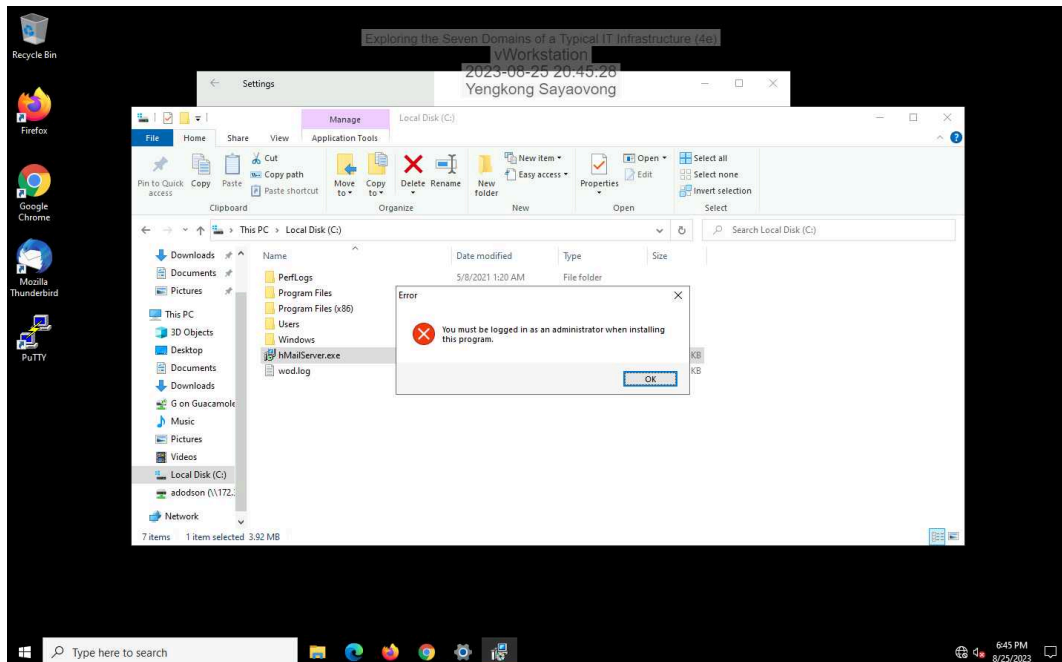 Recycle Bin
Exploring the Seven Domains of a Typical IT Infrastructure (4e)
vWorkstation
2023-08-25 20:45:28
Yengkong Sayaovong
Settings
Firefox
Manage
Local Disk (C:)
File
Home
Share
View
Application Tools
Pin to Quick access
Copy
Paste
Cut
Copy path
Paste shortcut
Move to
Copy to
Delete
Rename
New folder
New item
Easy access
Properties
Open
Edit
Select all
Select none
Invert selection
Clipboard
Organize
New
Open
Select
Google Chrome
This PC
Local Disk (C:)
Search Local Disk (C:)
Mozilla Thunderbird
PuTTY
Downloads
Documents
Pictures
This PC
3D Objects
Desktop
Documents
Downloads
G on Guacamole
Music
Pictures
Videos
Local Disk (C:)
adodson (\\172.
Network
Name
Date modified
Type
Size
PerfLogs
5/8/2021 1:20 AM
File folder
Program Files
Program Files (x86)
Users
Windows
hMailServer.exe
KB
wod.log
KB
Error
You must be logged in as an administrator when installing
this program.
OK
7 items
1 item selected 3.92 MB
Type here to search
6:45 PM
8/25/2023